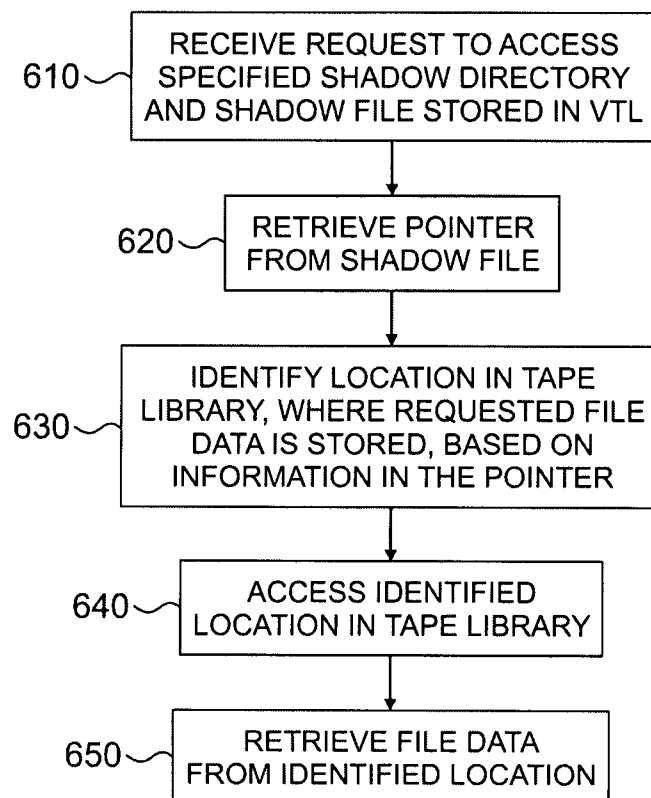 610
RECEIVE REQUEST TO ACCESS
SPECIFIED SHADOW DIRECTORY
AND SHADOW FILE STORED IN VTL
620
RETRIEVE POINTER
FROM SHADOW FILE
630
IDENTIFY LOCATION IN TAPE
LIBRARY, WHERE REQUESTED FILE
DATA IS STORED, BASED ON
INFORMATION IN THE POINTER
640
ACCESS IDENTIFIED
LOCATION IN TAPE LIBRARY
650
RETRIEVE FILE DATA
FROM IDENTIFIED LOCATION